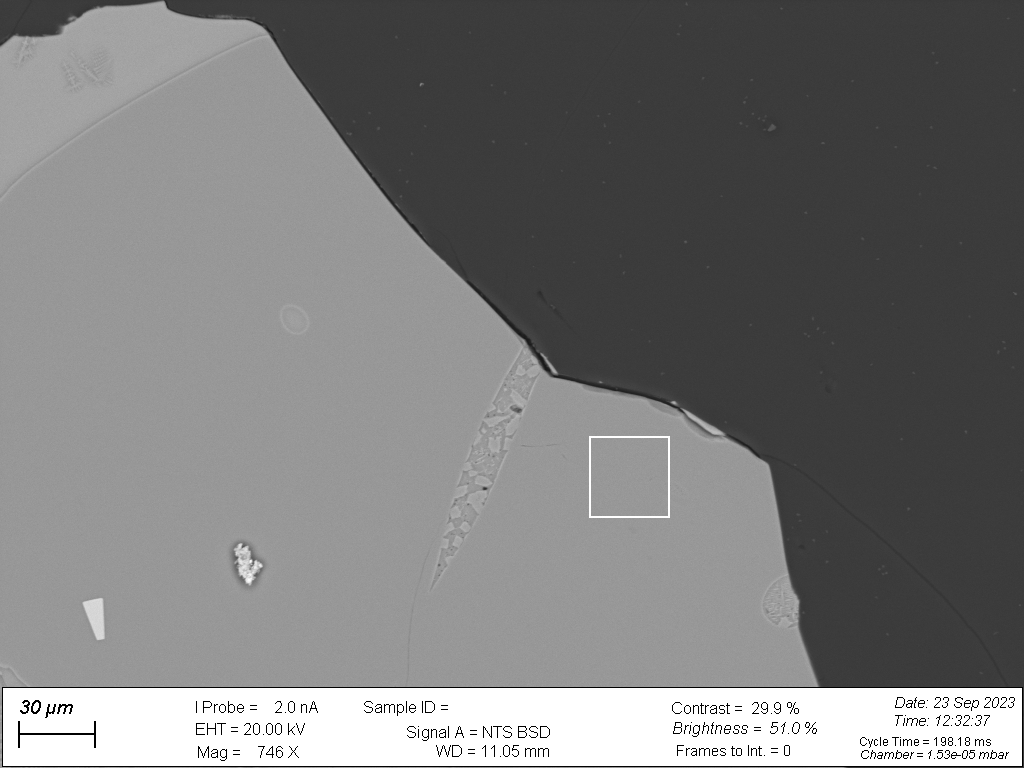 30 µm
I Probe = 2.0 nA
EHT = 20.00 kV
Mag = 746 X
Sample ID =
Signal A = NTS BSD
WD = 11.05 mm
Contrast = 29.9 %
Brightness = 51.0 %
Frames to Int. = 0
Date: 23 Sep 2023
Time: 12:32:37
Cycle Time = 198.18 ms
Chamber = 1.53e-05 mbar